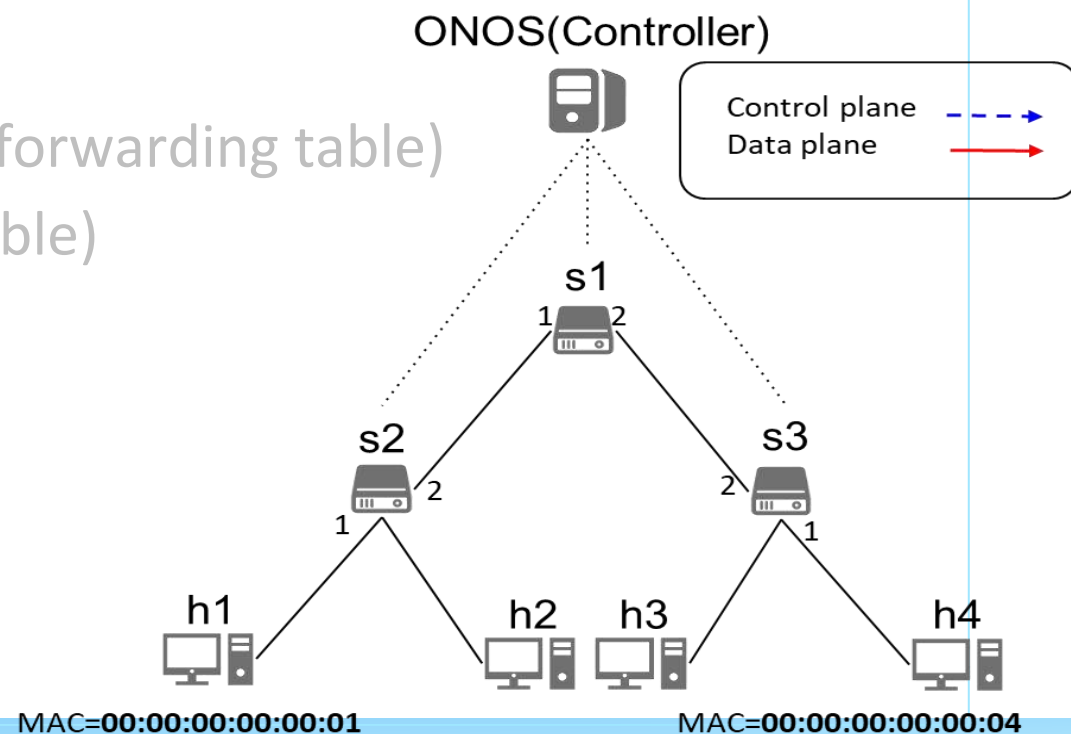 ONOS(Controller)
Control plane
Data plane
forwarding table)
ble)
s1
1 2
s2
s3
2
2
1
1
h1
h2
h3
h4
MAC=00:00:00:00:00:01
MAC=00:00:00:00:00:04